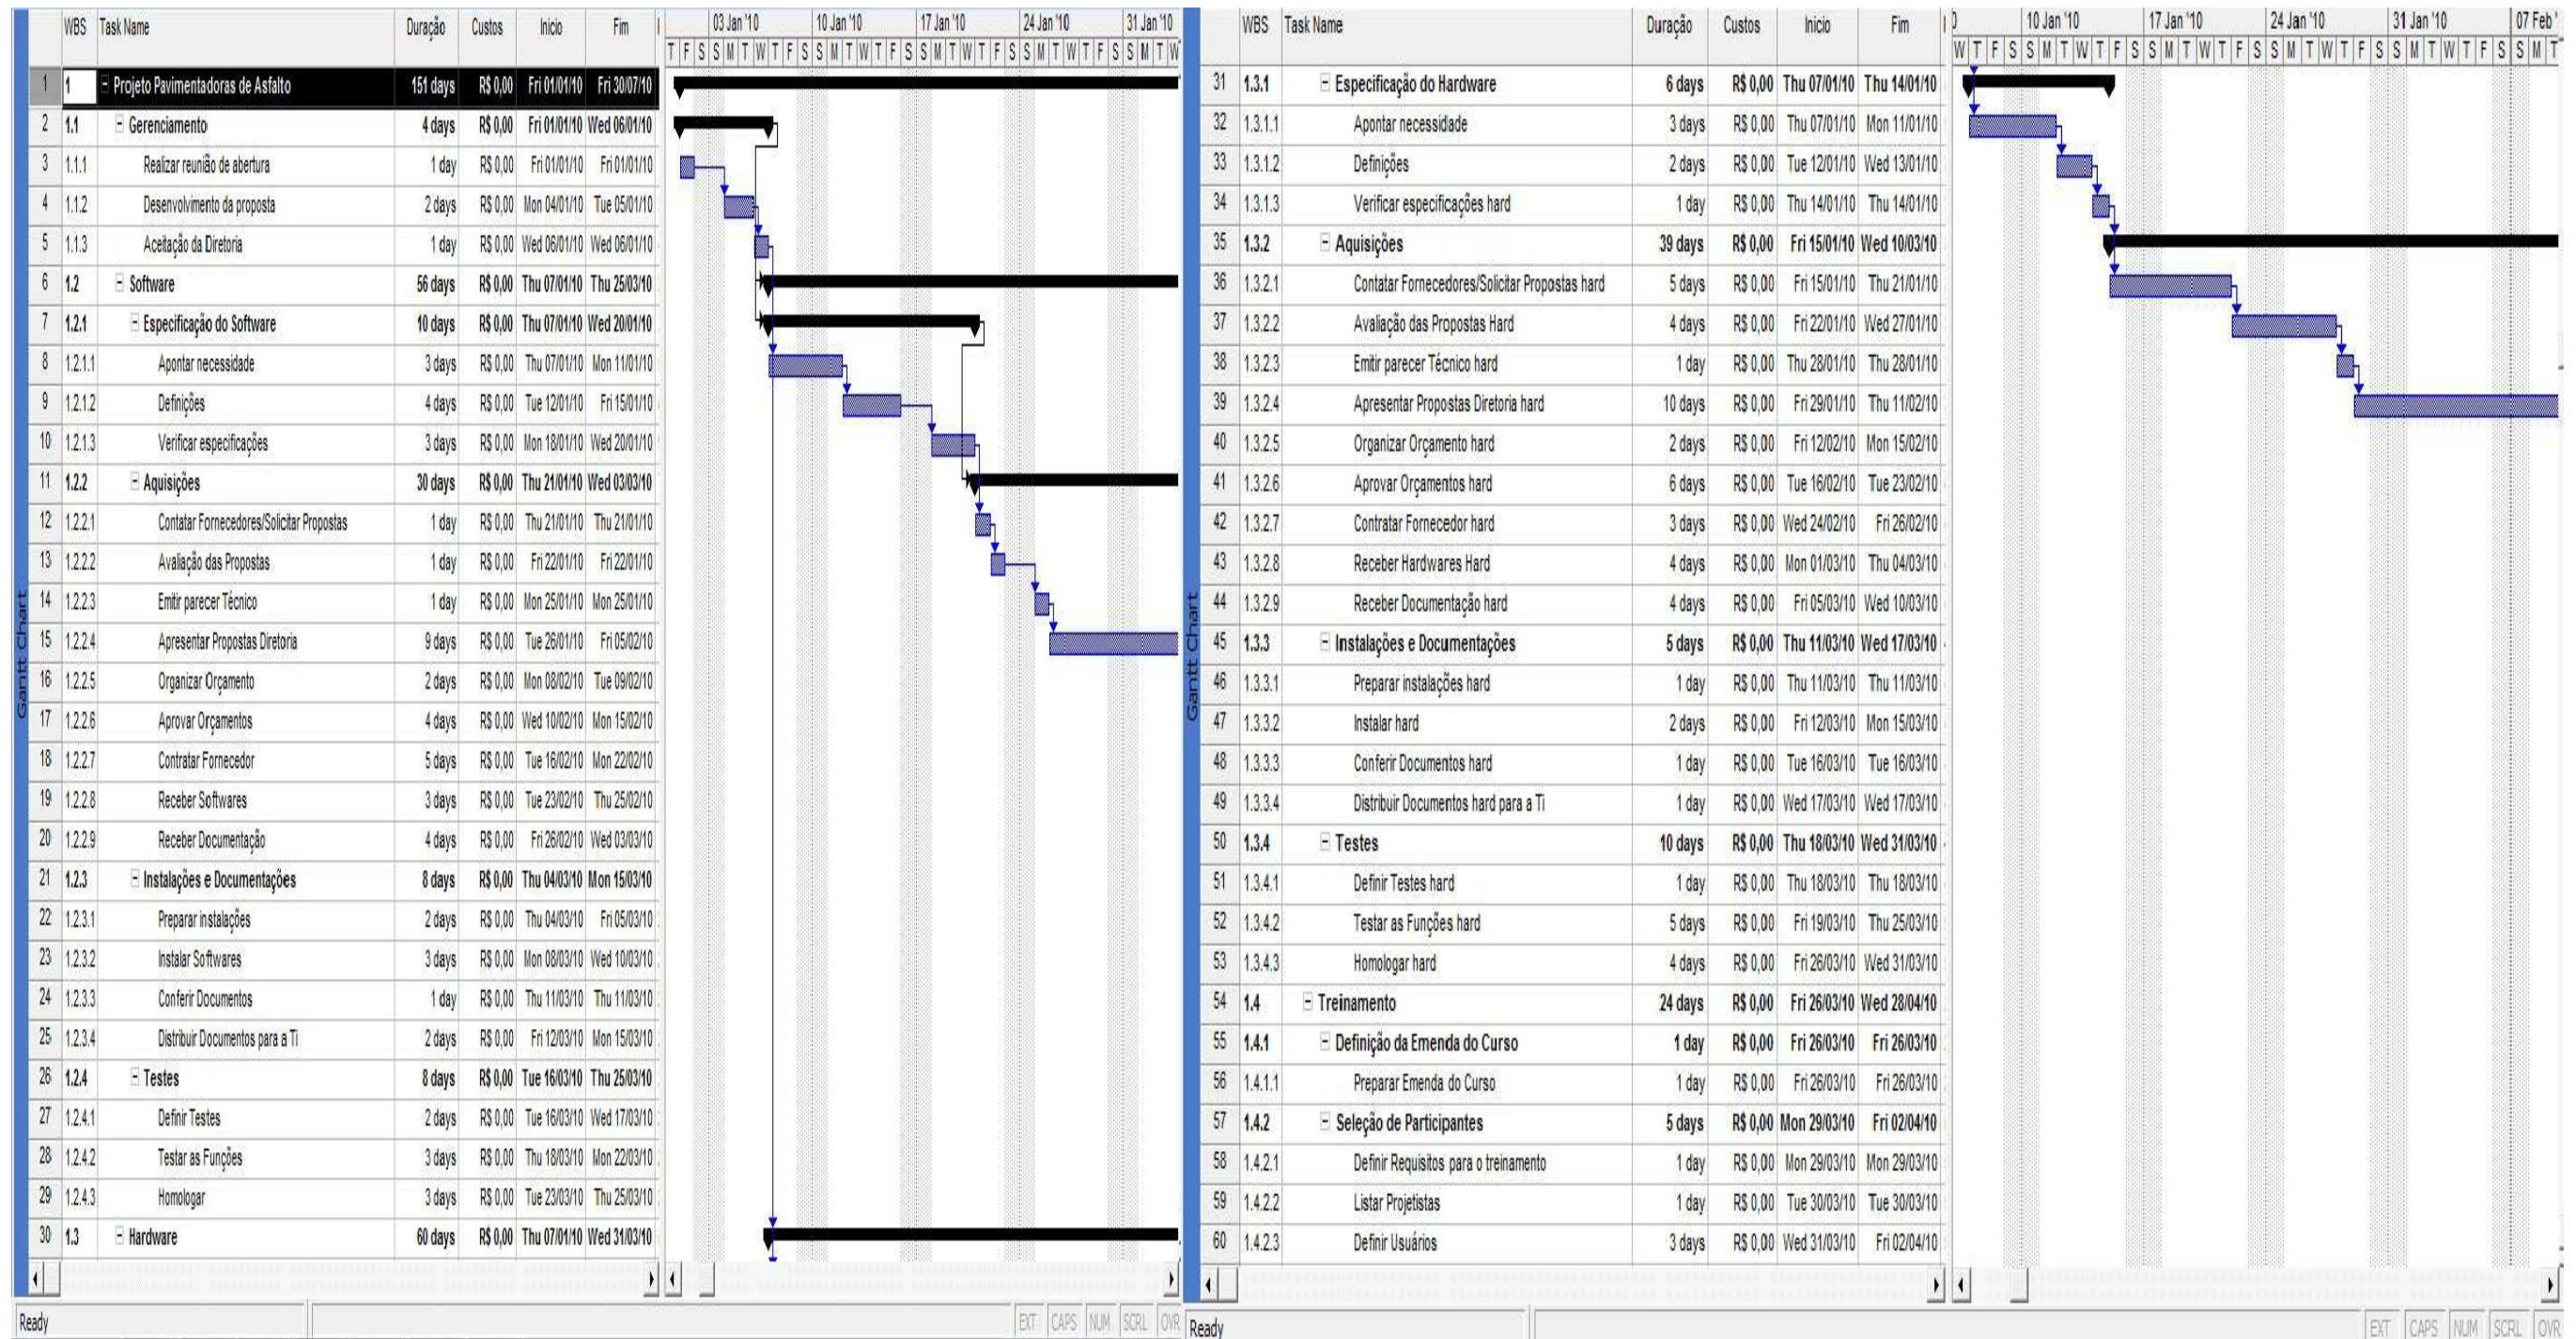 WBS Task Name Duração Custos Inicio Fim
03 Jan '10 10 Jan '10 17 Jan '10 24 Jan '10 31 Jan '10
T F S S M T W T F S S M T W T F S S M T W T F S S M T W T F S S M T W
1 1 Projeto Pavimentadoras de Asfalto 151 days R$ 0,00 Fri 01/01/10 Fri 30/07/10
2 1.1 Gerenciamento 4 days R$ 0,00 Fri 01/01/10 Wed 06/01/10
3 1.1.1 Realizar reunião de abertura 1 day R$ 0,00 Fri 01/01/10 Fri 01/01/10
4 1.1.2 Desenvolvimento da proposta 2 days R$ 0,00 Mon 04/01/10 Tue 05/01/10
5 1.1.3 Aceitação da Diretoria 1 day R$ 0,00 Wed 06/01/10 Wed 06/01/10
6 1.2 Software 56 days R$ 0,00 Thu 07/01/10 Thu 25/03/10
7 1.2.1 Especificação do Software 10 days R$ 0,00 Thu 07/01/10 Wed 20/01/10
8 1.2.1.1 Apontar necessidade 3 days R$ 0,00 Thu 07/01/10 Mon 11/01/10
9 1.2.1.2 Definições 4 days R$ 0,00 Tue 12/01/10 Fri 15/01/10
10 1.2.1.3 Verificar especificações 3 days R$ 0,00 Mon 18/01/10 Wed 20/01/10
11 1.2.2 Aquisições 30 days R$ 0,00 Thu 21/01/10 Wed 03/03/10
12 1.2.2.1 Contatar Fornecedores/Solicitar Propostas 1 day R$ 0,00 Thu 21/01/10 Thu 21/01/10
13 1.2.2.2 Avaliação das Propostas 1 day R$ 0,00 Fri 22/01/10 Fri 22/01/10
14 1.2.2.3 Emitir parecer Técnico 1 day R$ 0,00 Mon 25/01/10 Mon 25/01/10
15 1.2.2.4 Apresentar Propostas Diretoria 9 days R$ 0,00 Tue 26/01/10 Fri 05/02/10
16 1.2.2.5 Organizar Orçamento 2 days R$ 0,00 Mon 08/02/10 Tue 09/02/10
17 1.2.2.6 Aprovar Orçamentos 4 days R$ 0,00 Wed 10/02/10 Mon 15/02/10
18 1.2.2.7 Contratar Fornecedor 5 days R$ 0,00 Tue 16/02/10 Mon 22/02/10
19 1.2.2.8 Receber Softwares 3 days R$ 0,00 Tue 23/02/10 Thu 25/02/10
20 1.2.2.9 Receber Documentação 4 days R$ 0,00 Fri 26/02/10 Wed 03/03/10
21 1.2.3 Instalações e Documentações 8 days R$ 0,00 Thu 04/03/10 Mon 15/03/10
22 1.2.3.1 Preparar instalações 2 days R$ 0,00 Thu 04/03/10 Fri 05/03/10
23 1.2.3.2 Instalar Softwares 3 days R$ 0,00 Mon 08/03/10 Wed 10/03/10
24 1.2.3.3 Conferir Documentos 1 day R$ 0,00 Thu 11/03/10 Thu 11/03/10
25 1.2.3.4 Distribuir Documentos para a Ti 2 days R$ 0,00 Fri 12/03/10 Mon 15/03/10
26 1.2.4 Testes 8 days R$ 0,00 Tue 16/03/10 Thu 25/03/10
27 1.2.4.1 Definir Testes 2 days R$ 0,00 Tue 16/03/10 Wed 17/03/10
28 1.2.4.2 Testar as Funções 3 days R$ 0,00 Thu 18/03/10 Mon 22/03/10
29 1.2.4.3 Homologar 3 days R$ 0,00 Tue 23/03/10 Thu 25/03/10
30 1.3 Hardware 60 days R$ 0,00 Thu 07/01/10 Wed 31/03/10
Gantt Chart
Ready EXT CAPS NUM SCRL OVR
WBS Task Name Duração Custos Inicio Fim
10 Jan '10 17 Jan '10 24 Jan '10 31 Jan '10 07 Feb '
W T F S S M T W T F S S M T W T F S S M T W T F S S M T W T F S S M T
31 1.3.1 Especificação do Hardware 6 days R$ 0,00 Thu 07/01/10 Thu 14/01/10
32 1.3.1.1 Apontar necessidade 3 days R$ 0,00 Thu 07/01/10 Mon 11/01/10
33 1.3.1.2 Definições 2 days R$ 0,00 Tue 12/01/10 Wed 13/01/10
34 1.3.1.3 Verificar especificações hard 1 day R$ 0,00 Thu 14/01/10 Thu 14/01/10
35 1.3.2 Aquisições 39 days R$ 0,00 Fri 15/01/10 Wed 10/03/10
36 1.3.2.1 Contatar Fornecedores/Solicitar Propostas hard 5 days R$ 0,00 Fri 15/01/10 Thu 21/01/10
37 1.3.2.2 Avaliação das Propostas Hard 4 days R$ 0,00 Fri 22/01/10 Wed 27/01/10
38 1.3.2.3 Emitir parecer Técnico hard 1 day R$ 0,00 Thu 28/01/10 Thu 28/01/10
39 1.3.2.4 Apresentar Propostas Diretoria hard 10 days R$ 0,00 Fri 29/01/10 Thu 11/02/10
40 1.3.2.5 Organizar Orçamento hard 2 days R$ 0,00 Fri 12/02/10 Mon 15/02/10
41 1.3.2.6 Aprovar Orçamentos hard 6 days R$ 0,00 Tue 16/02/10 Tue 23/02/10
42 1.3.2.7 Contratar Fornecedor hard 3 days R$ 0,00 Wed 24/02/10 Fri 26/02/10
43 1.3.2.8 Receber Hardwares Hard 4 days R$ 0,00 Mon 01/03/10 Thu 04/03/10
44 1.3.2.9 Receber Documentação hard 4 days R$ 0,00 Fri 05/03/10 Wed 10/03/10
45 1.3.3 Instalações e Documentações 5 days R$ 0,00 Thu 11/03/10 Wed 17/03/10
46 1.3.3.1 Preparar instalações hard 1 day R$ 0,00 Thu 11/03/10 Thu 11/03/10
47 1.3.3.2 Instalar hard 2 days R$ 0,00 Fri 12/03/10 Mon 15/03/10
48 1.3.3.3 Conferir Documentos hard 1 day R$ 0,00 Tue 16/03/10 Tue 16/03/10
49 1.3.3.4 Distribuir Documentos hard para a Ti 1 day R$ 0,00 Wed 17/03/10 Wed 17/03/10
50 1.3.4 Testes 10 days R$ 0,00 Thu 18/03/10 Wed 31/03/10
51 1.3.4.1 Definir Testes hard 1 day R$ 0,00 Thu 18/03/10 Thu 18/03/10
52 1.3.4.2 Testar as Funções hard 5 days R$ 0,00 Fri 19/03/10 Thu 25/03/10
53 1.3.4.3 Homologar hard 4 days R$ 0,00 Fri 26/03/10 Wed 31/03/10
54 1.4 Treinamento 24 days R$ 0,00 Fri 26/03/10 Wed 28/04/10
55 1.4.1 Definição da Emenda do Curso 1 day R$ 0,00 Fri 26/03/10 Fri 26/03/10
56 1.4.1.1 Preparar Emenda do Curso 1 day R$ 0,00 Fri 26/03/10 Fri 26/03/10
57 1.4.2 Seleção de Participantes 5 days R$ 0,00 Mon 29/03/10 Fri 02/04/10
58 1.4.2.1 Definir Requisitos para o treinamento 1 day R$ 0,00 Mon 29/03/10 Mon 29/03/10
59 1.4.2.2 Listar Projetistas 1 day R$ 0,00 Tue 30/03/10 Tue 30/03/10
60 1.4.2.3 Definir Usuários 3 days R$ 0,00 Wed 31/03/10 Fri 02/04/10
Gantt Chart
Ready EXT CAPS NUM SCRL OVR